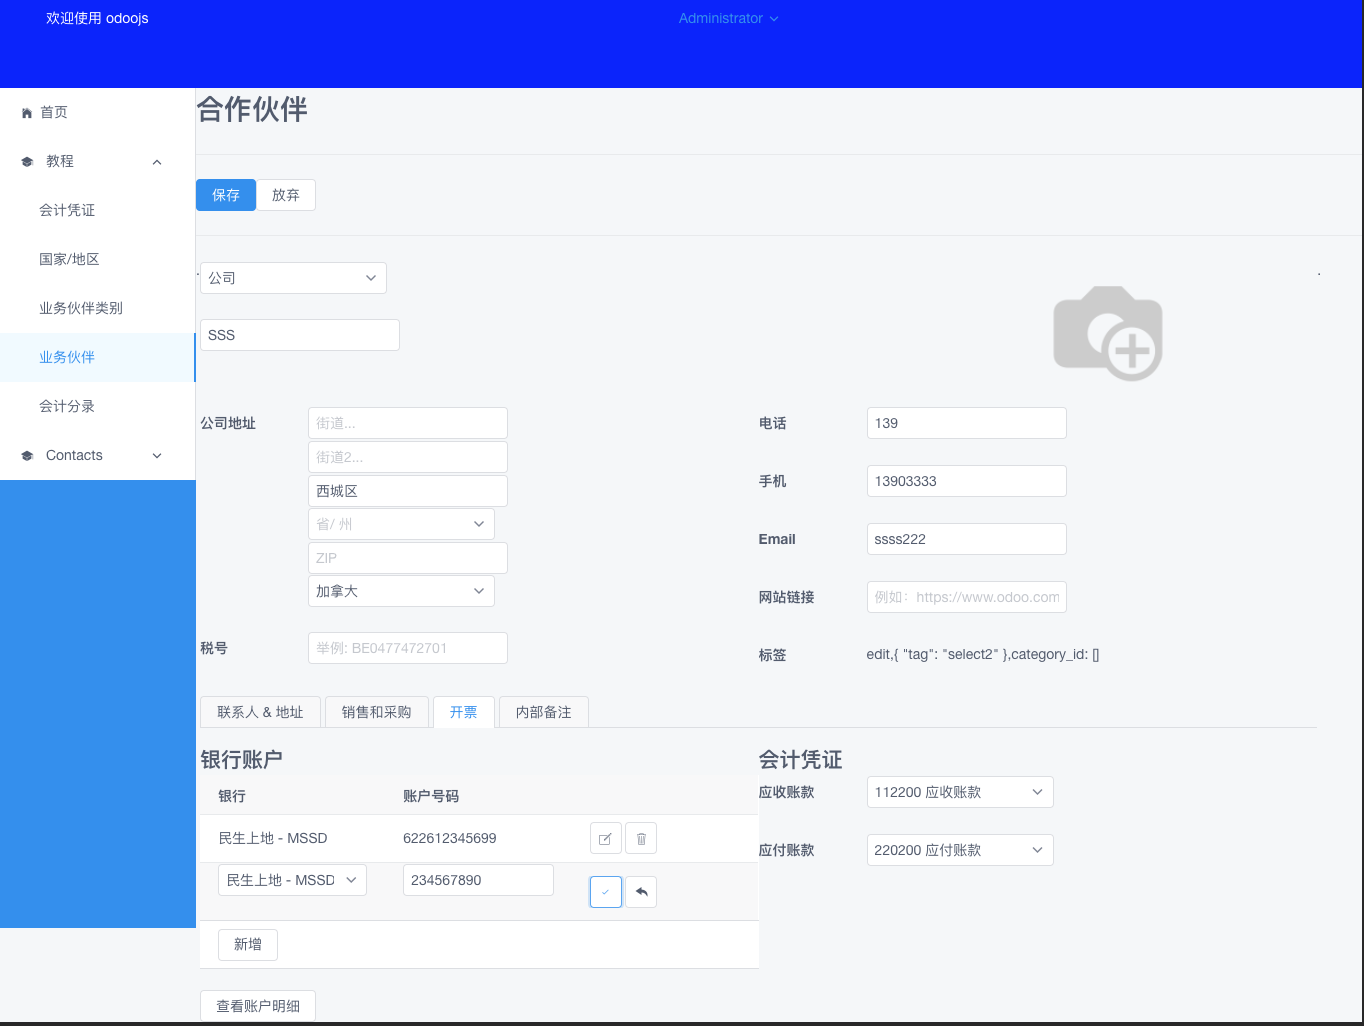 欢迎使用 odoojs
Administrator
首页
教程
会计凭证
国家/地区
业务伙伴类别
业务伙伴
会计分录
Contacts
合作伙伴
保存 放弃
公司
SSS
公司地址
街道...
街道2...
西城区
省/ 州
ZIP
加拿大
税号 举例: BE0477472701
电话 139
手机 13903333
Email ssss222
网站链接 例如：https://www.odoo.com
标签 edit,{ "tag": "select2" },category_id: []
联系人 & 地址 销售和采购 开票 内部备注
银行账户
银行 账户号码
民生上地 - MSSD 622612345699
民生上地 - MSSD 234567890
新增
查看账户明细
会计凭证
应收账款 112200 应收账款
应付账款 220200 应付账款